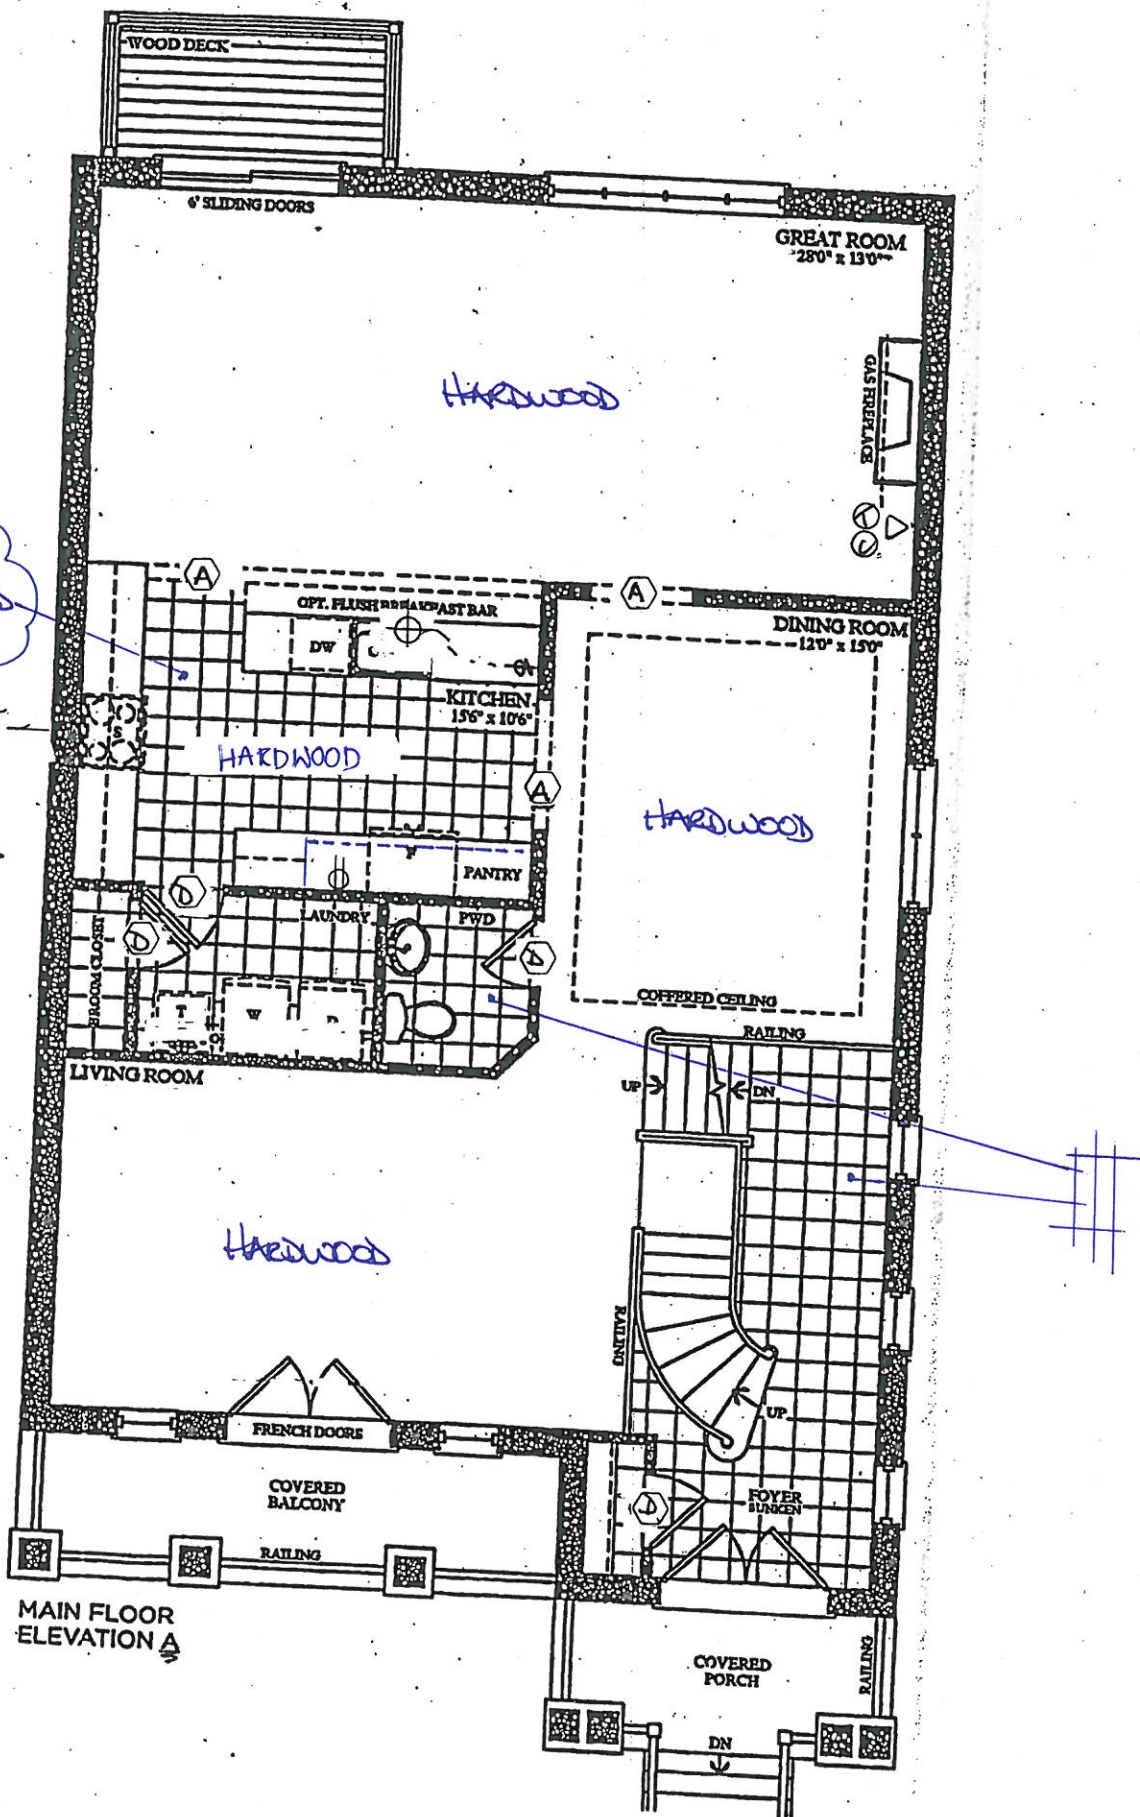 WOOD DECK
6' SLIDING DOORS
GREAT ROOM
28'0" x 13'0"
HARDWOOD
GAS FIREPLACE
A
A
OPT. FLUSH BREAKFAST BAR
DW
DINING ROOM
12'0" x 15'0"
KITCHEN
15'6" x 10'6"
S
HARDWOOD
A
HARDWOOD
F
PANTRY
D
LAUNDRY
PWD
BROOM CLOSET
D
D
T
W
D
COFFERED CEILING
RAILING
LIVING ROOM
UP
DN
HARDWOOD
RAILING
UP
FRENCH DOORS
COVERED
BALCONY
D
FOYER
SUNKEN
RAILING
MAIN FLOOR
ELEVATION A
COVERED
PORCH
RAILING
DN